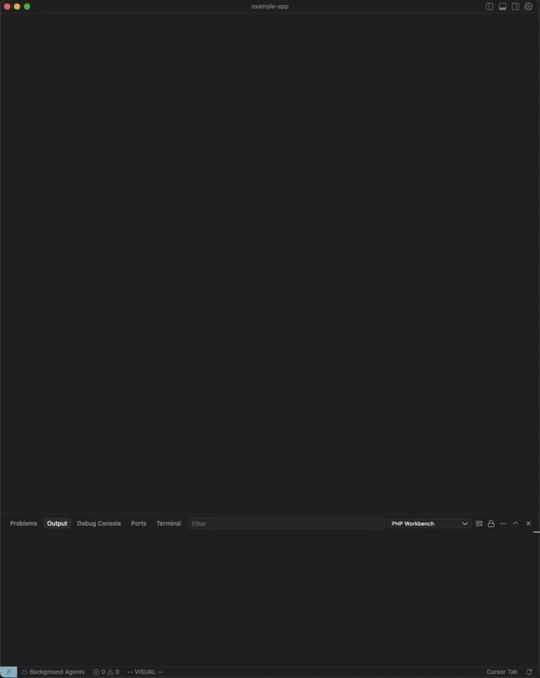 example-app
Problems Output Debug Console Ports Terminal Filter PHP Workbench
Background Agents 0 0 -- VISUAL -- Cursor Tab